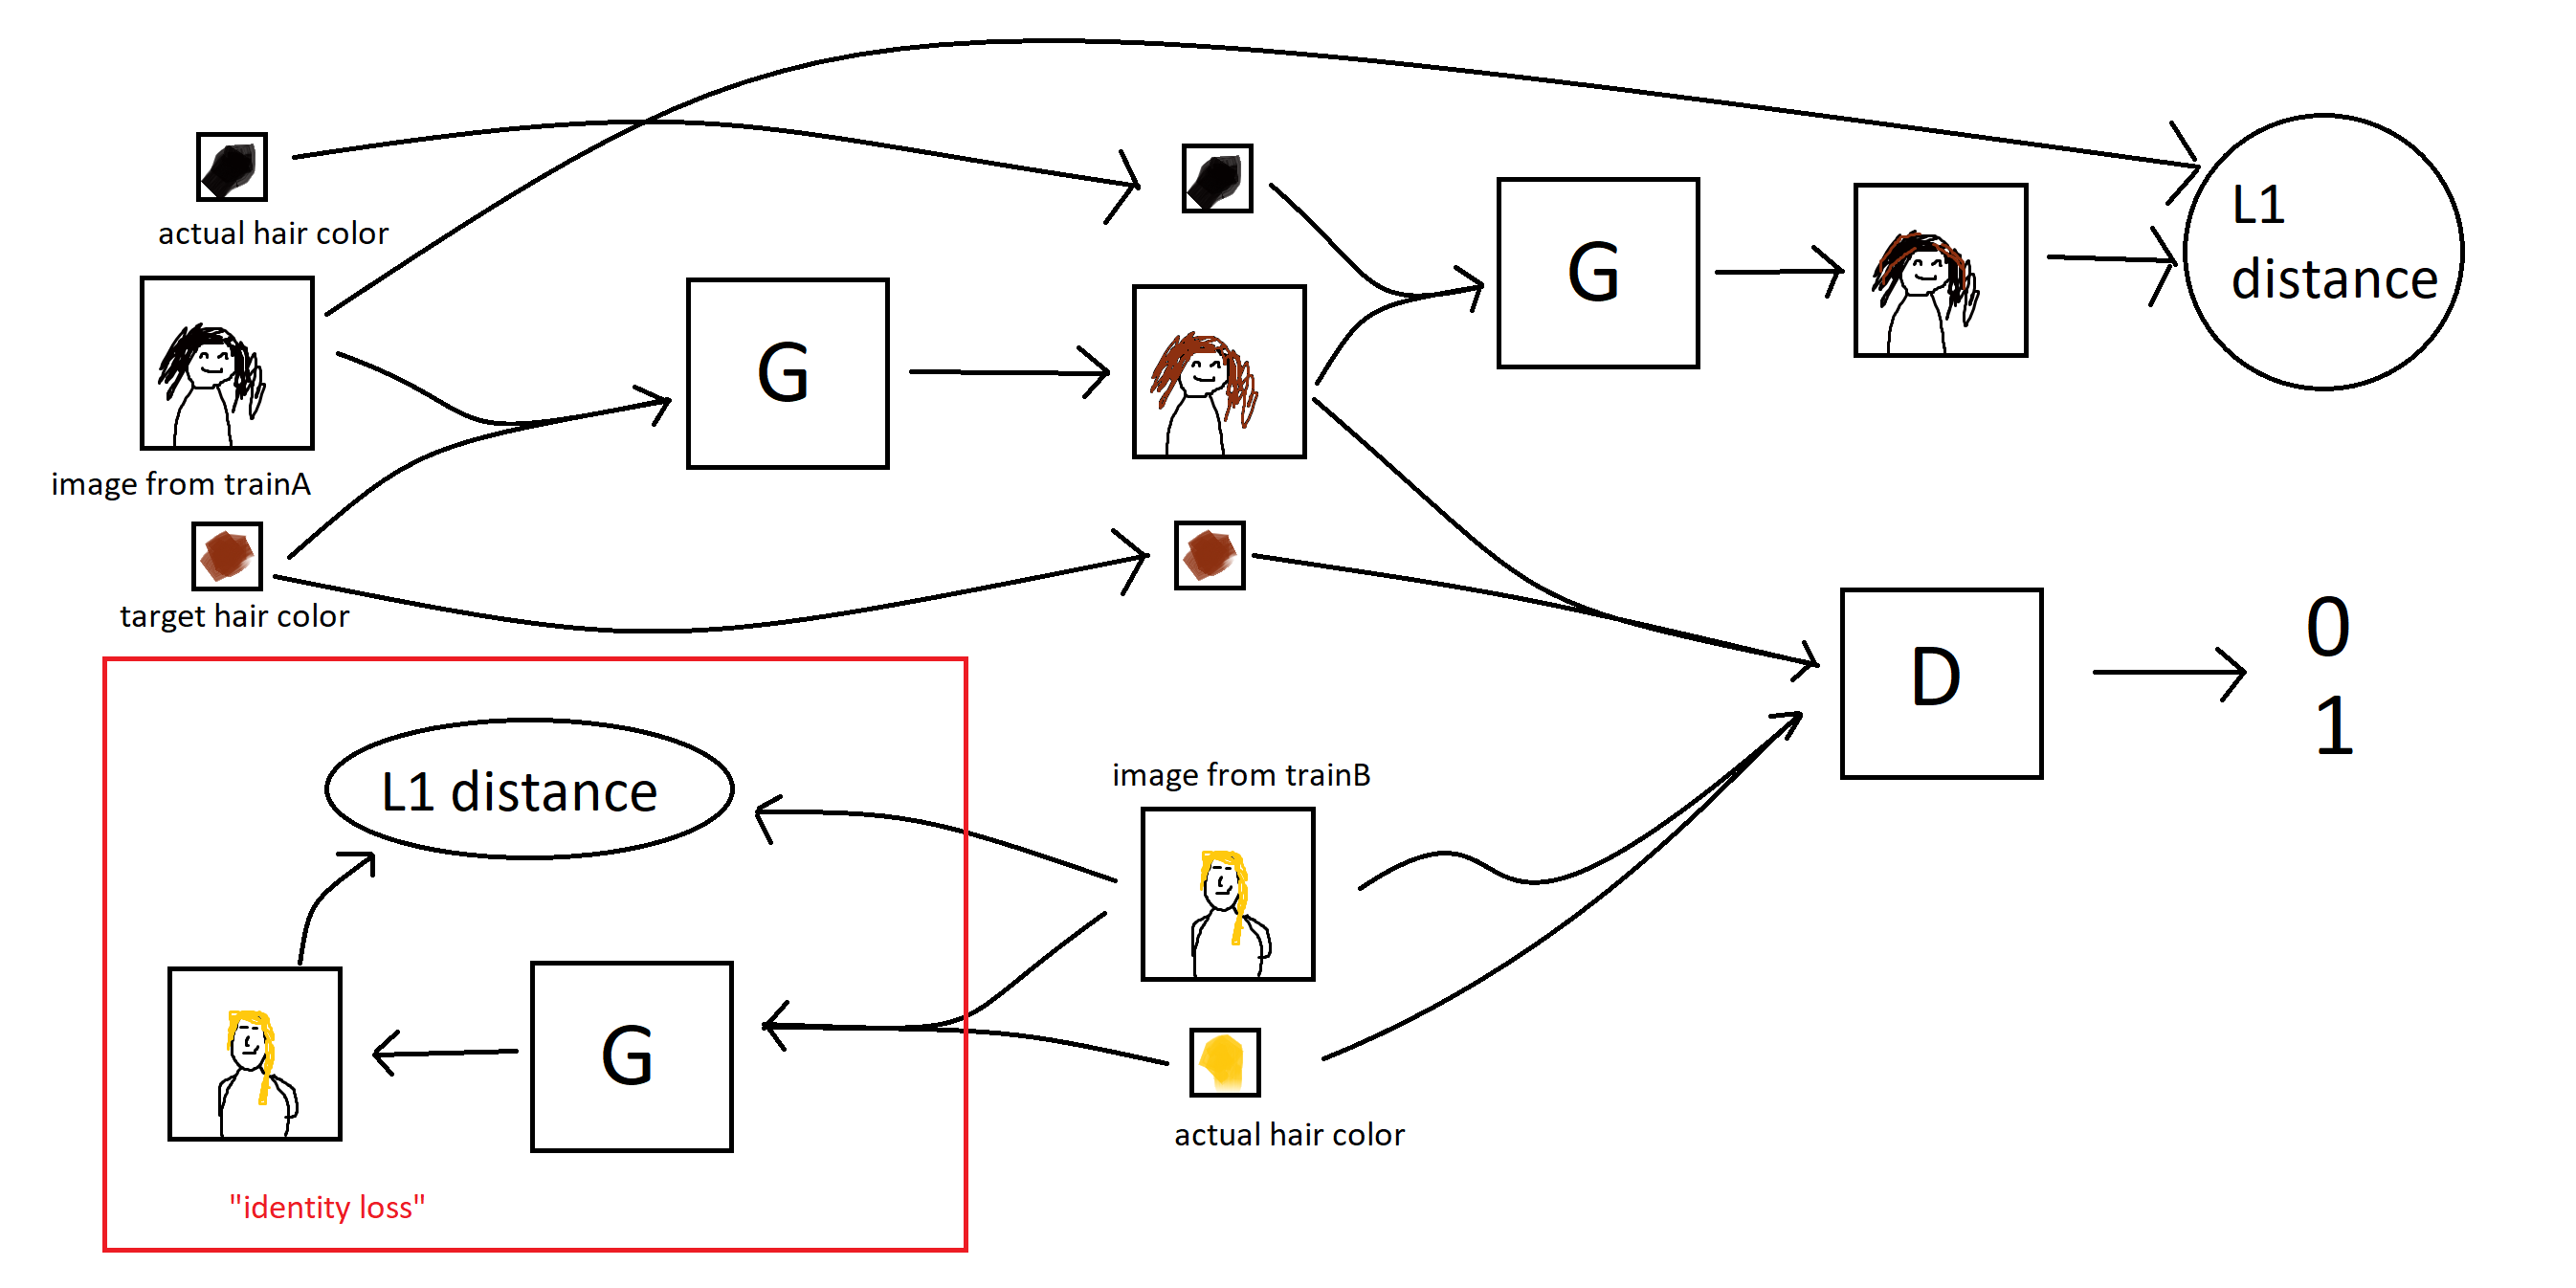 actual hair color
L1
distance
G
G
image from trainA
target hair color
D
0
1
L1 distance
image from trainB
G
actual hair color
"identity loss"